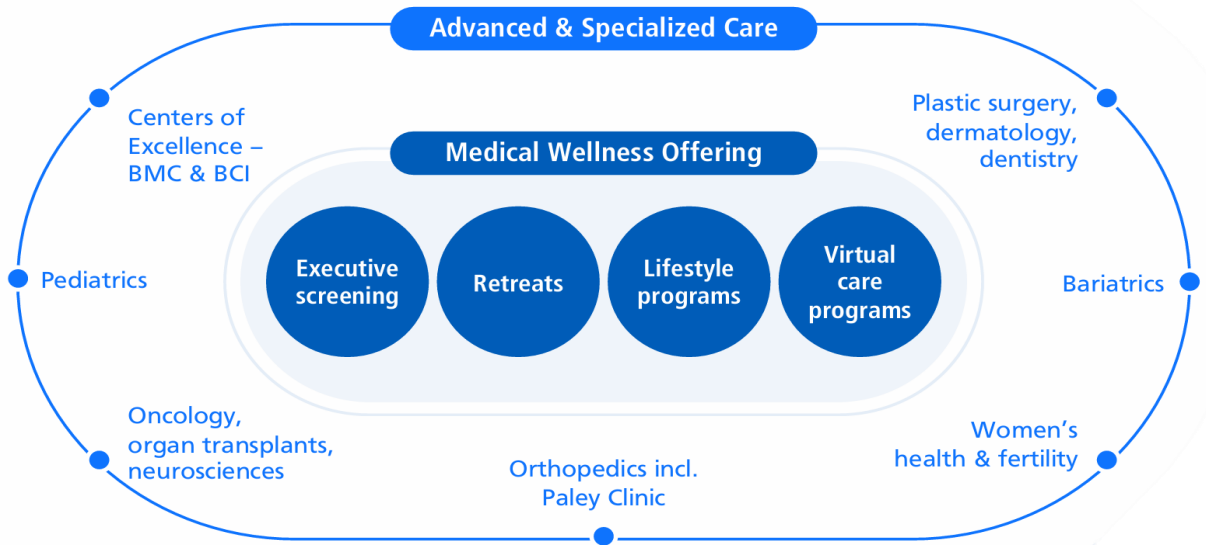 Advanced & Specialized Care
Centers of
Excellence –
BMC & BCI
Plastic surgery,
dermatology,
dentistry
Medical Wellness Offering
Executive
screening
Retreats
Lifestyle
programs
Virtual
care
programs
Pediatrics
Bariatrics
Oncology,
organ transplants,
neurosciences
Orthopedics incl.
Paley Clinic
Women’s
health & fertility